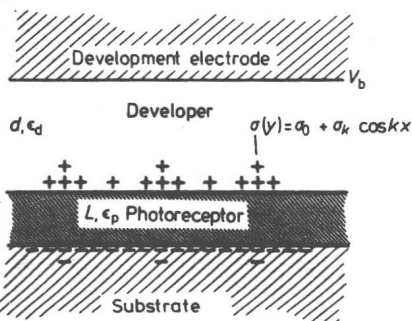 Development electrode
V_b
Developer
d, ε_d
σ(y) = σ_0 + σ_k cos kx
+ + +
+++ + +++ + +++
L, ε_p Photoreceptor
– – –
Substrate